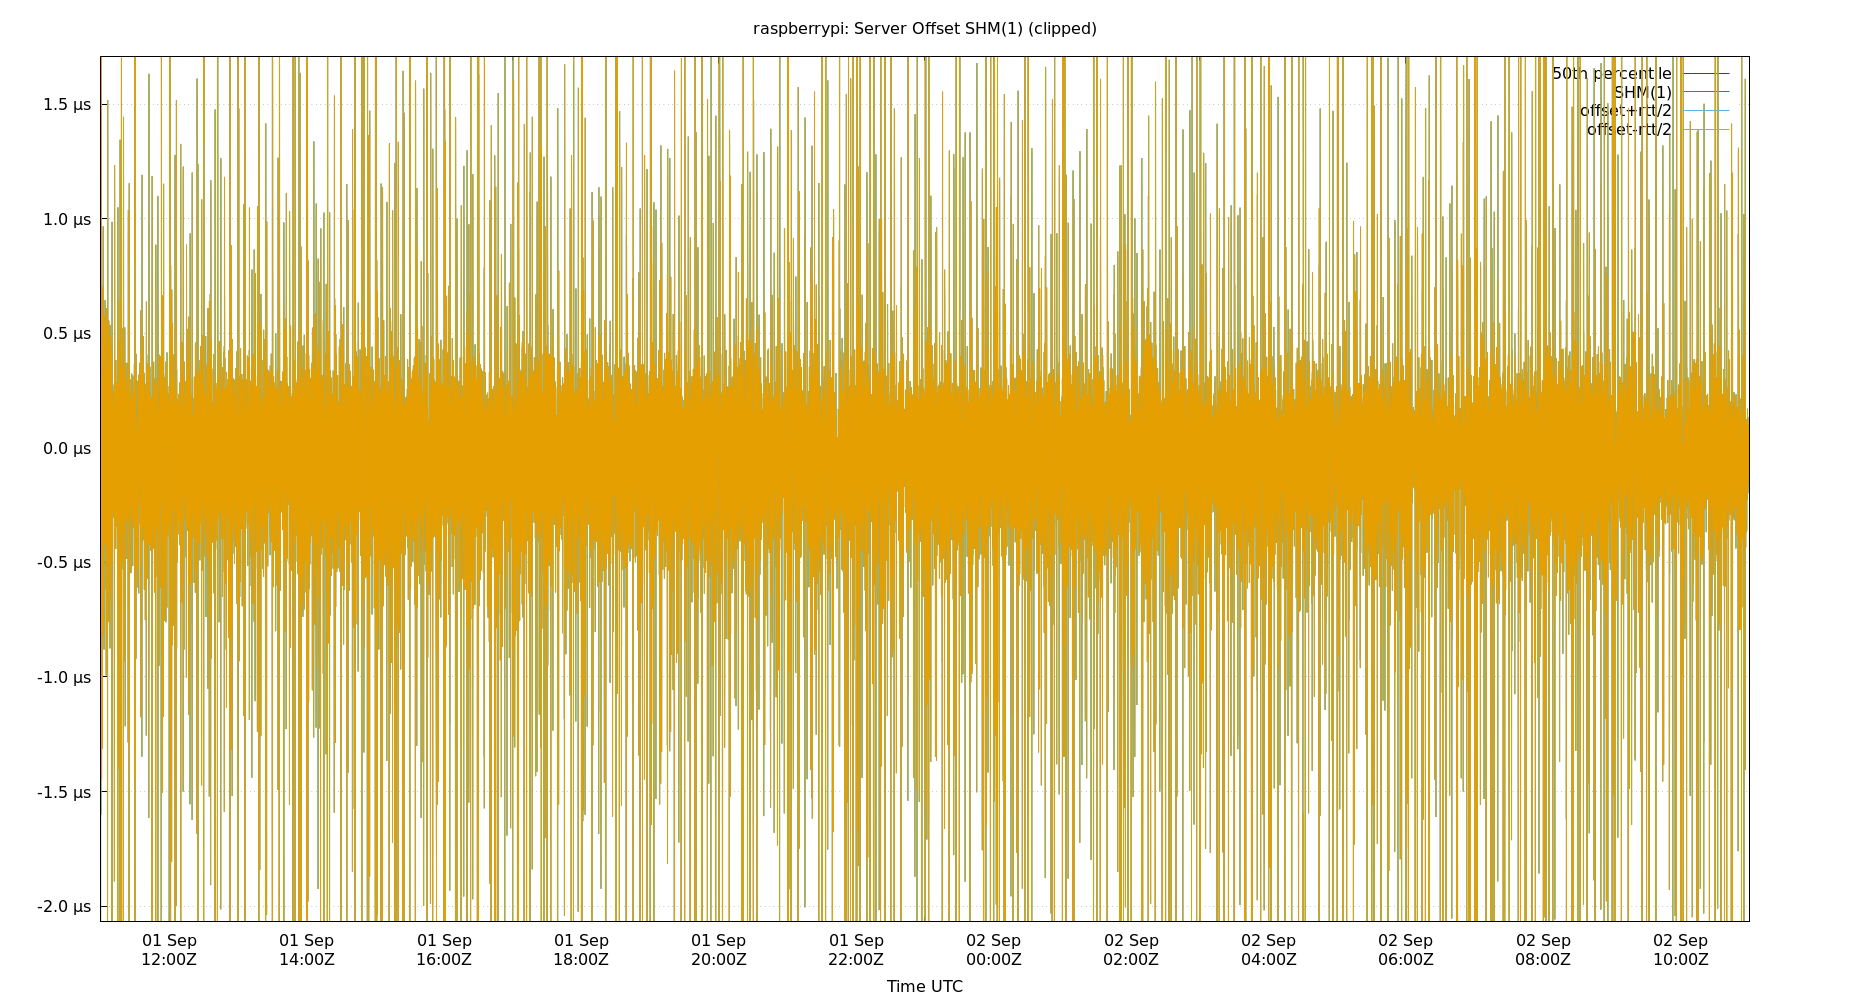 raspberrypi: Server Offset SHM(1) (clipped)
50th percentile
SHM(1)
offset+rtt/2
offset-rtt/2
1.5 µs
1.0 µs
0.5 µs
0.0 µs
-0.5 µs
-1.0 µs
-1.5 µs
-2.0 µs
01 Sep 01 Sep 01 Sep 01 Sep 01 Sep 01 Sep 02 Sep 02 Sep 02 Sep 02 Sep 02 Sep 02 Sep
12:00Z 14:00Z 16:00Z 18:00Z 20:00Z 22:00Z 00:00Z 02:00Z 04:00Z 06:00Z 08:00Z 10:00Z
Time UTC